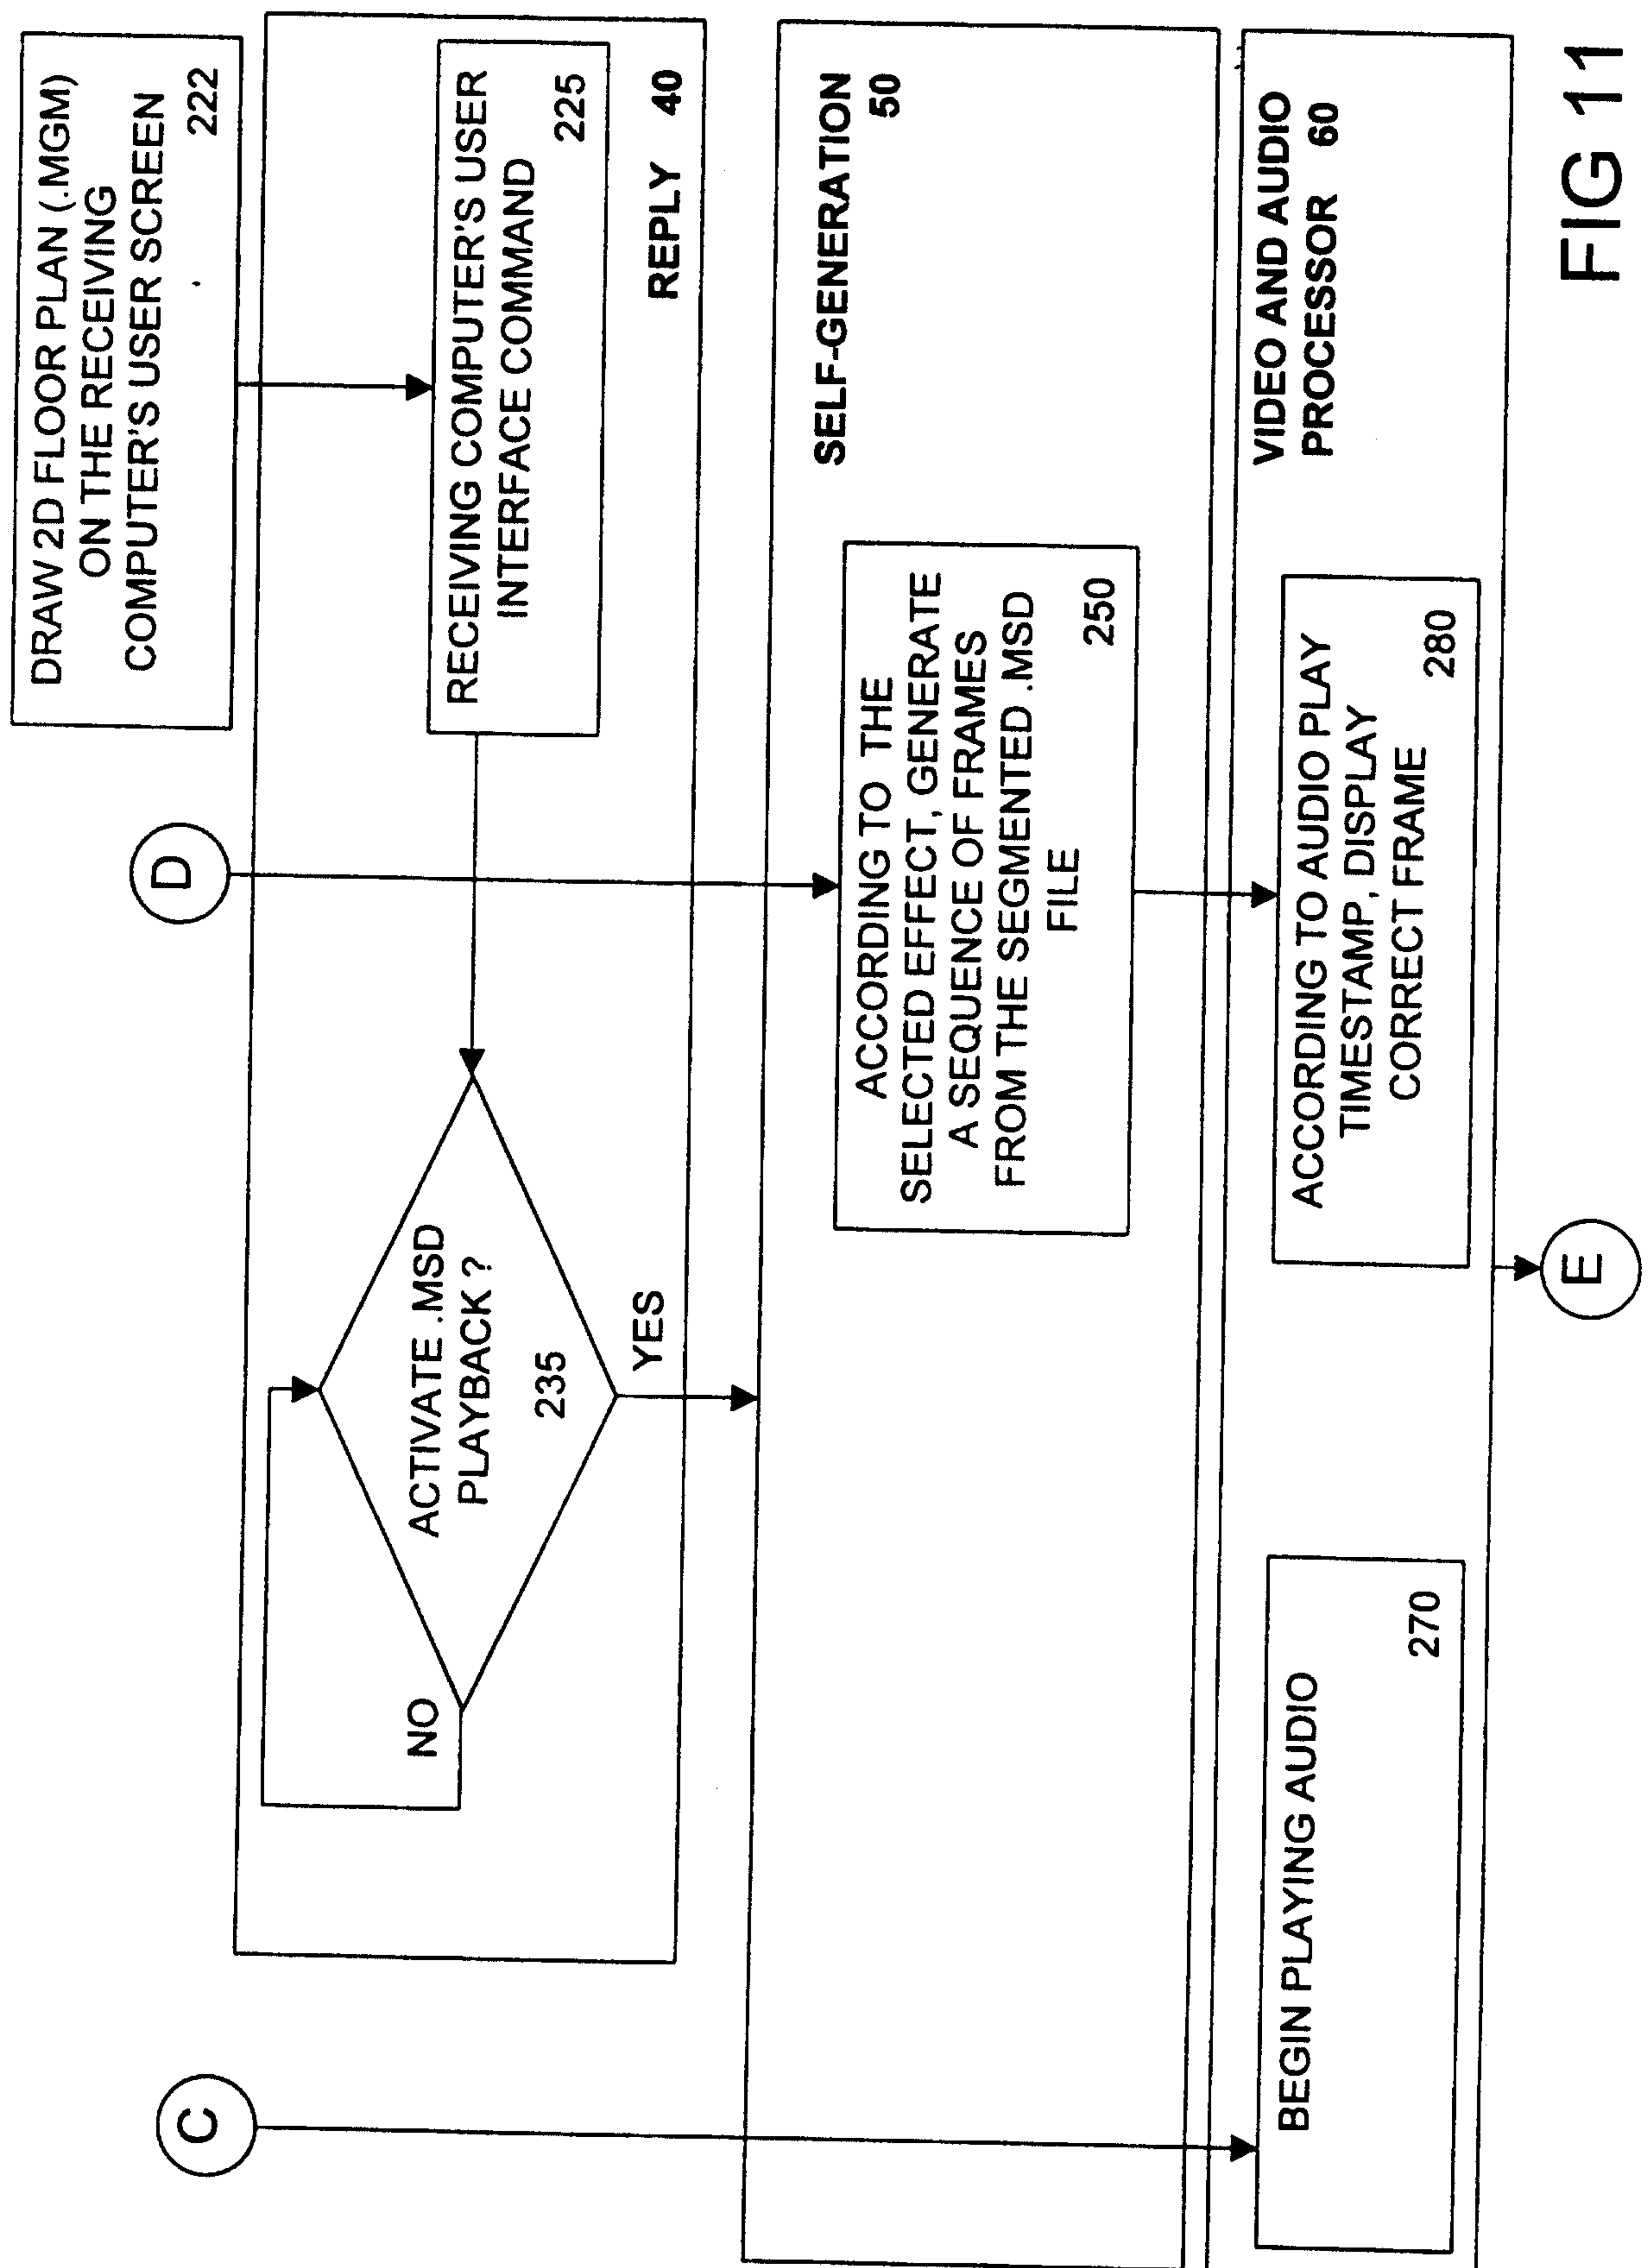 DRAW 2D FLOOR PLAN (.MGM)
ON THE RECEIVING
COMPUTER'S USER SCREEN
222
D
C
RECEIVING COMPUTER'S USER
INTERFACE COMMAND
225
ACTIVATE .MSD
PLAYBACK ?
235
NO
YES
REPLY 40
SELF-GENERATION
50
ACCORDING TO THE
SELECTED EFFECT, GENERATE
A SEQUENCE OF FRAMES
FROM THE SEGMENTED .MSD
FILE
250
VIDEO AND AUDIO
PROCESSOR 60
BEGIN PLAYING AUDIO
270
ACCORDING TO AUDIO PLAY
TIMESTAMP, DISPLAY
CORRECT FRAME
280
E
FIG 11